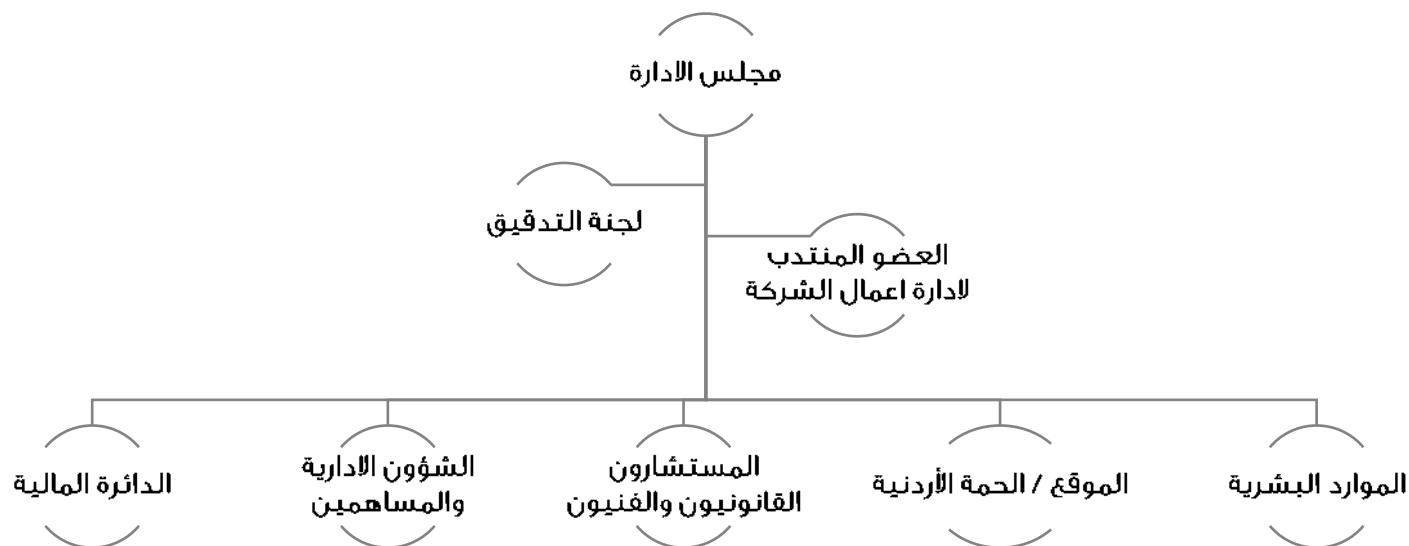 مجلس الادارة
لجنة التدقيق
العضو المنتدب
لادارة اعمال الشركة
الموارد البشرية
الموقع / الحمة الأردنية
المستشارون
القانونيون والفنيون
الشؤون الادارية
والمساهمين
الدائرة المالية